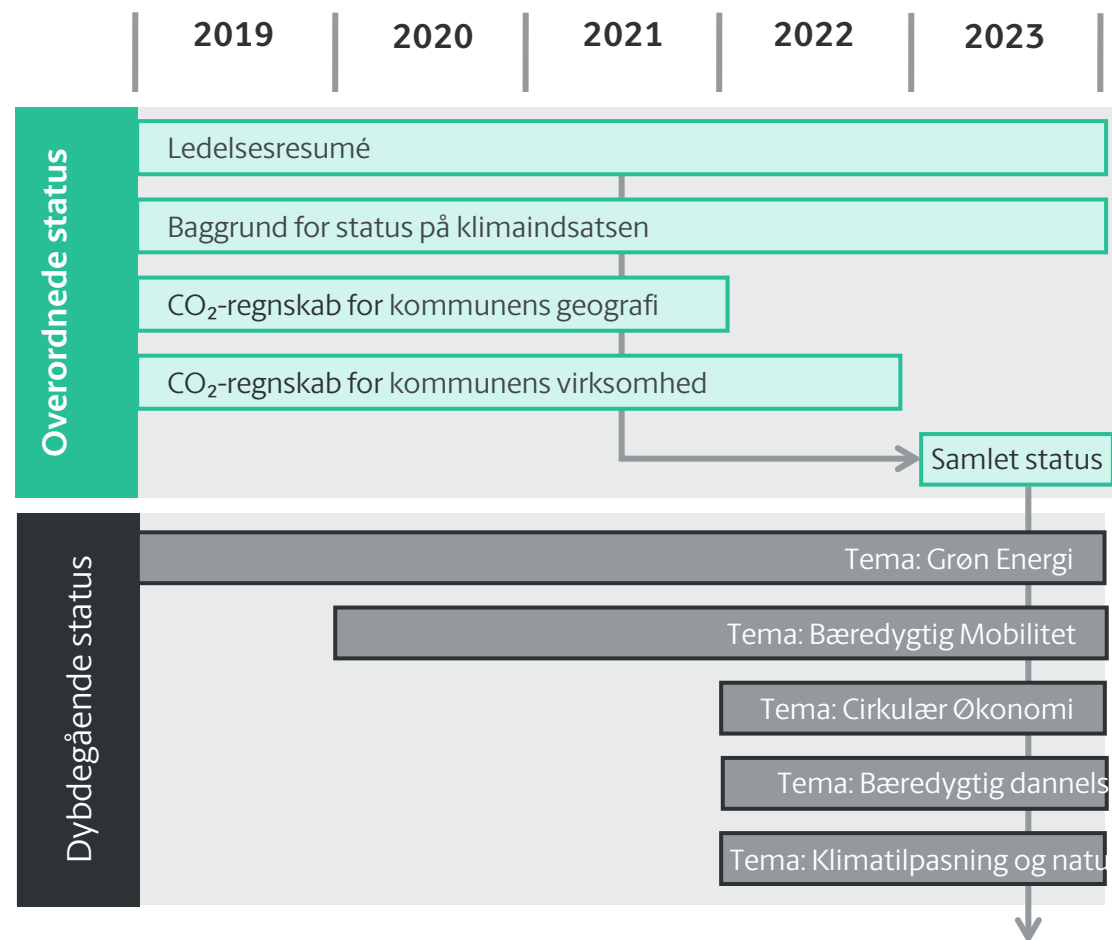 2019 2020 2021 2022 2023
Overordnede status
Ledelsesresumé
Baggrund for status på klimaindsatsen
CO₂-regnskab for kommunens geografi
CO₂-regnskab for kommunens virksomhed
Samlet status
Dybdegående status
Tema: Grøn Energi
Tema: Bæredygtig Mobilitet
Tema: Cirkulær Økonomi
Tema: Bæredygtig dannels
Tema: Klimatilpasning og natu